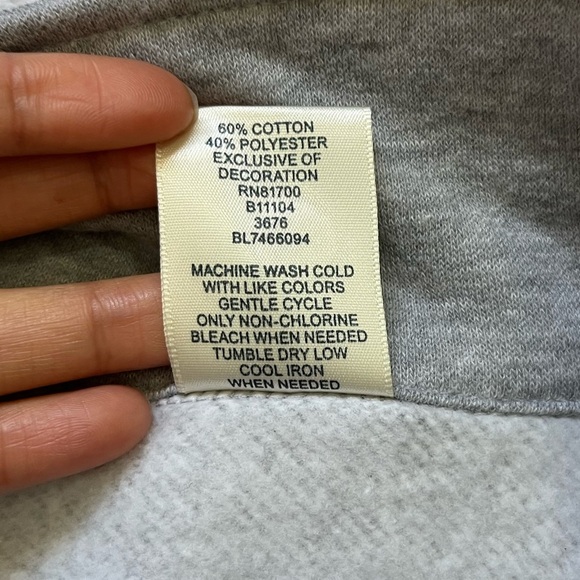 60% COTTON
40% POLYESTER
EXCLUSIVE OF
DECORATION
RN81700
B11104
3676
BL7466094
MACHINE WASH COLD
WITH LIKE COLORS
GENTLE CYCLE
ONLY NON-CHLORINE
BLEACH WHEN NEEDED
TUMBLE DRY LOW
COOL IRON
WHEN NEEDED